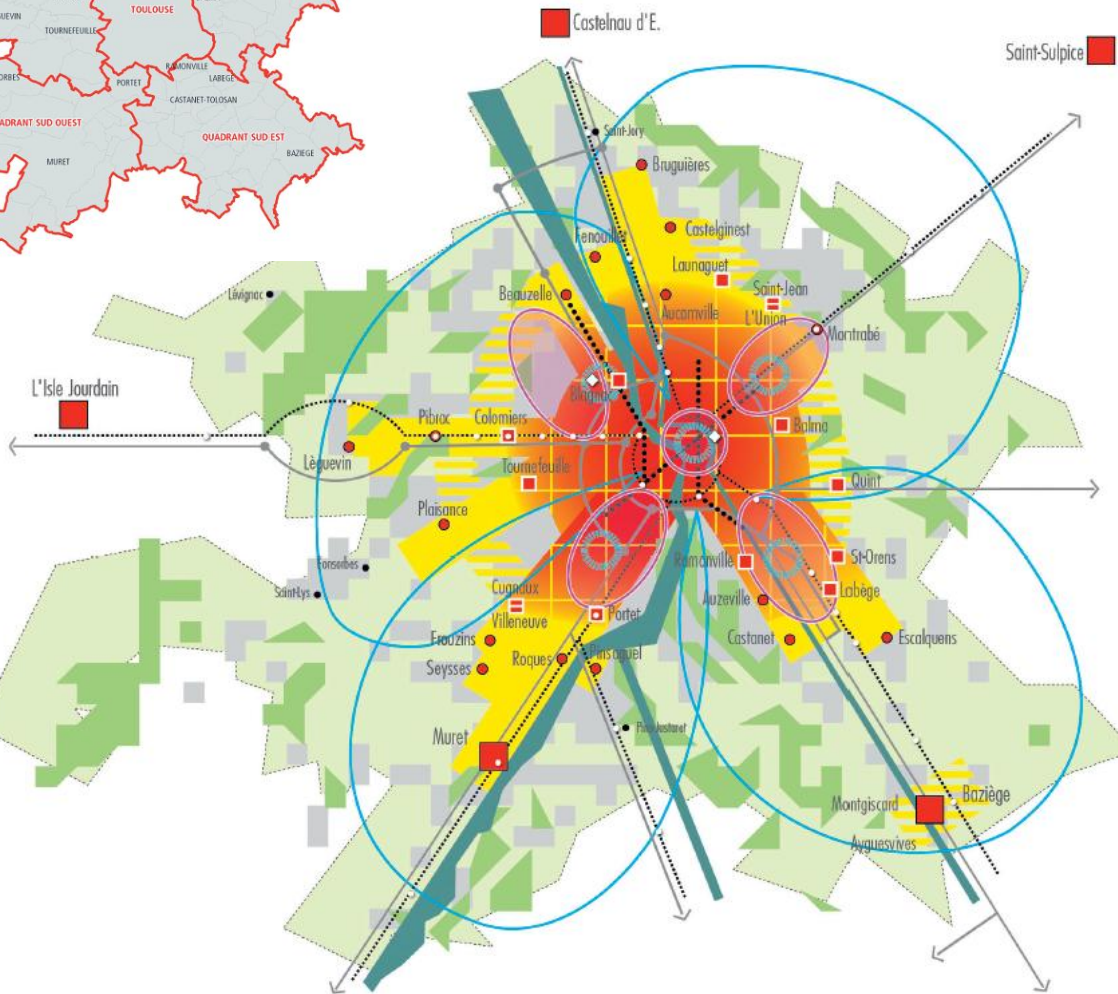 TOULOUSE
TOURNEFEUILLE
RAMONVILLE
PORTET
LABEGE
CASTANET-TOLOSAN
QUADRANT SUD EST
MURET
BAZIEGE
Castelnau d'E.
Saint-Sulpice
Saint-Jory
Bruguières
Castelginest
Fenouillet
Launaguet
Lévignac
Beauzelle
Saint-Jean
L'Union
Aucamville
Montrabé
L'Isle Jourdain
Blagnac
Pibrac
Colomiers
Balma
Léguevin
Tournefeuille
Quint
Plaisance
Fonsorbes
Ramonville
St-Orens
Saint-Lys
Cugnaux
Labège
Villeneuve
Portet
Auzeville
Frouzins
Castanet
Escalquens
Roques
Pinsaguel
Seysses
Muret
Pins-Justaret
Montgiscard
Baziège
Ayguesvives